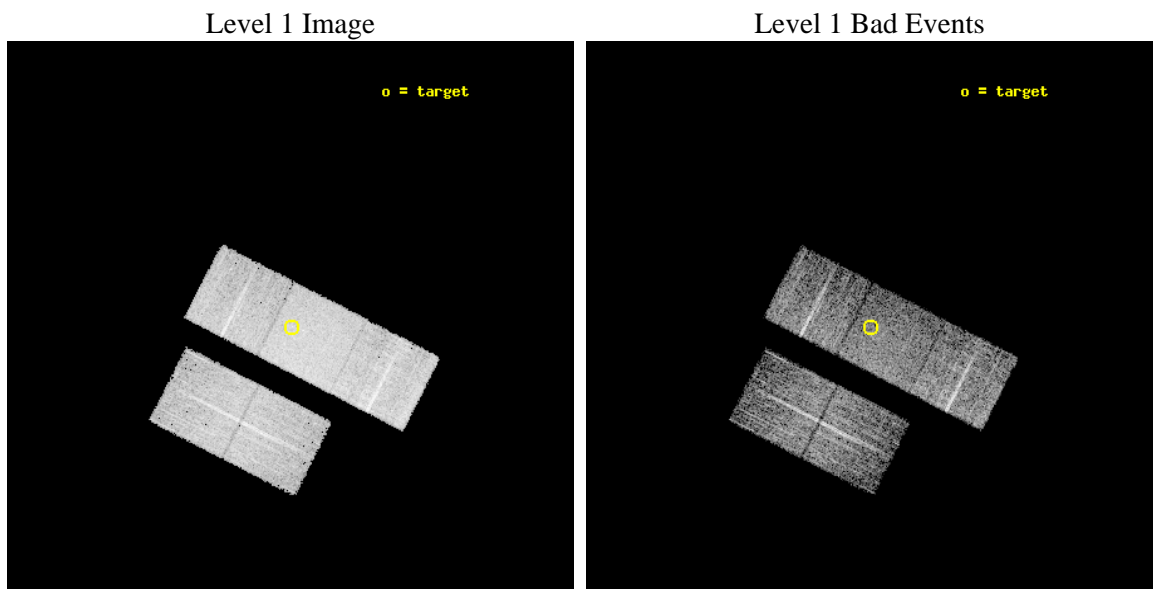 Level 1 Image
Level 1 Bad Events
o = target
o = target